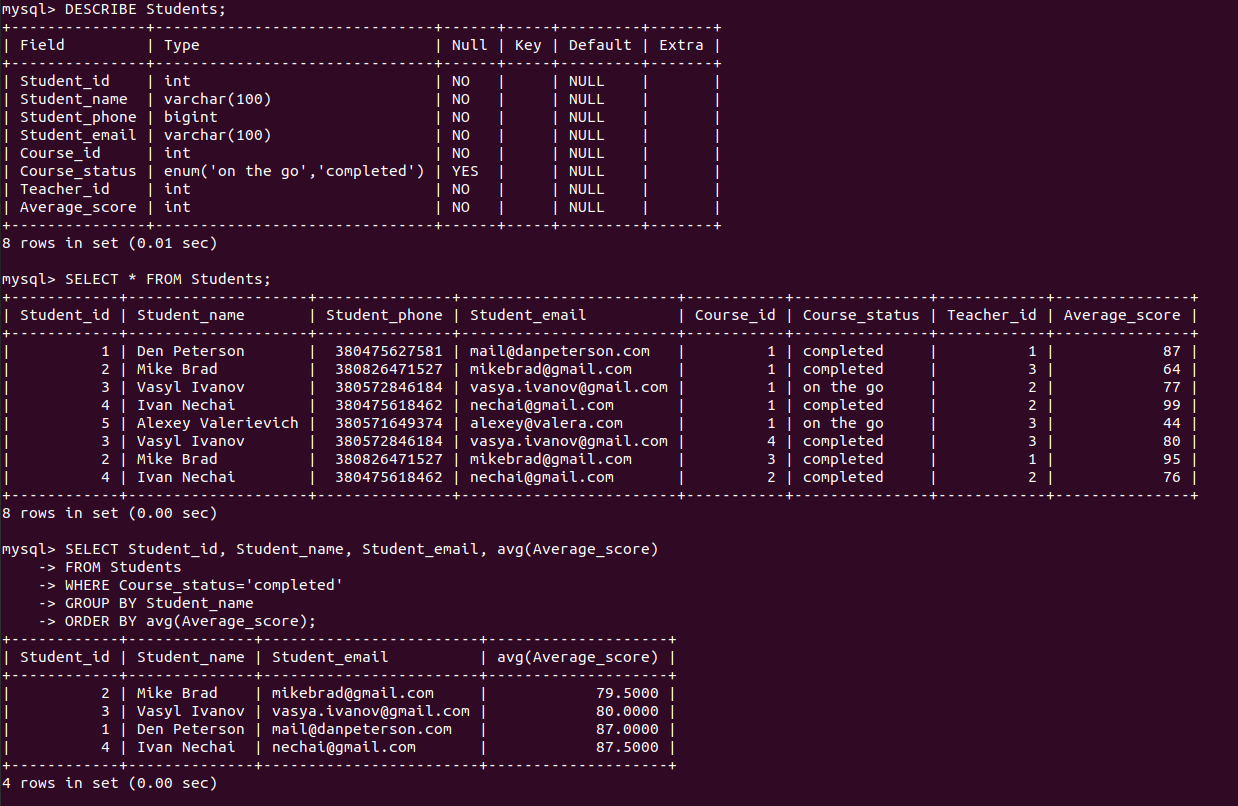 mysql> DESCRIBE Students;
+---------------+-------------------------------+------+-----+---------+-------+
| Field         | Type                          | Null | Key | Default | Extra |
+---------------+-------------------------------+------+-----+---------+-------+
| Student_id    | int                           | NO   |     | NULL    |       |
| Student_name  | varchar(100)                  | NO   |     | NULL    |       |
| Student_phone | bigint                        | NO   |     | NULL    |       |
| Student_email | varchar(100)                  | NO   |     | NULL    |       |
| Course_id     | int                           | NO   |     | NULL    |       |
| Course_status | enum('on the go','completed') | YES  |     | NULL    |       |
| Teacher_id    | int                           | NO   |     | NULL    |       |
| Average_score | int                           | NO   |     | NULL    |       |
+---------------+-------------------------------+------+-----+---------+-------+
8 rows in set (0.01 sec)
mysql> SELECT * FROM Students;
+------------+--------------------+---------------+------------------------+-----------+---------------+------------+---------------+
| Student_id | Student_name       | Student_phone | Student_email          | Course_id | Course_status | Teacher_id | Average_score |
+------------+--------------------+---------------+------------------------+-----------+---------------+------------+---------------+
|          1 | Den Peterson       |  380475627581 | mail@danpeterson.com   |         1 | completed     |          1 |            87 |
|          2 | Mike Brad          |  380826471527 | mikebrad@gmail.com     |         1 | completed     |          3 |            64 |
|          3 | Vasyl Ivanov       |  380572846184 | vasya.ivanov@gmail.com |         1 | on the go     |          2 |            77 |
|          4 | Ivan Nechai        |  380475618462 | nechai@gmail.com       |         1 | completed     |          2 |            99 |
|          5 | Alexey Valerievich |  380571649374 | alexey@valera.com      |         1 | on the go     |          3 |            44 |
|          3 | Vasyl Ivanov       |  380572846184 | vasya.ivanov@gmail.com |         4 | completed     |          3 |            80 |
|          2 | Mike Brad          |  380826471527 | mikebrad@gmail.com     |         3 | completed     |          1 |            95 |
|          4 | Ivan Nechai        |  380475618462 | nechai@gmail.com       |         2 | completed     |          2 |            76 |
+------------+--------------------+---------------+------------------------+-----------+---------------+------------+---------------+
8 rows in set (0.00 sec)
mysql> SELECT Student_id, Student_name, Student_email, avg(Average_score)
    -> FROM Students
    -> WHERE Course_status='completed'
    -> GROUP BY Student_name
    -> ORDER BY avg(Average_score);
+------------+--------------+------------------------+--------------------+
| Student_id | Student_name | Student_email          | avg(Average_score) |
+------------+--------------+------------------------+--------------------+
|          2 | Mike Brad    | mikebrad@gmail.com     |            79.5000 |
|          3 | Vasyl Ivanov | vasya.ivanov@gmail.com |            80.0000 |
|          1 | Den Peterson | mail@danpeterson.com   |            87.0000 |
|          4 | Ivan Nechai  | nechai@gmail.com       |            87.5000 |
+------------+--------------+------------------------+--------------------+
4 rows in set (0.00 sec)